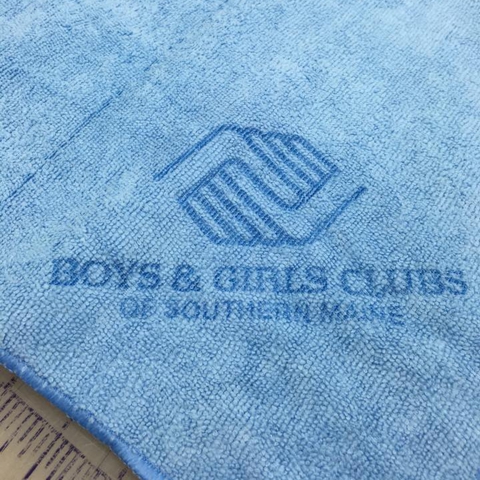 BOYS & GIRLS CLUBS
OF SOUTHERN MAINE